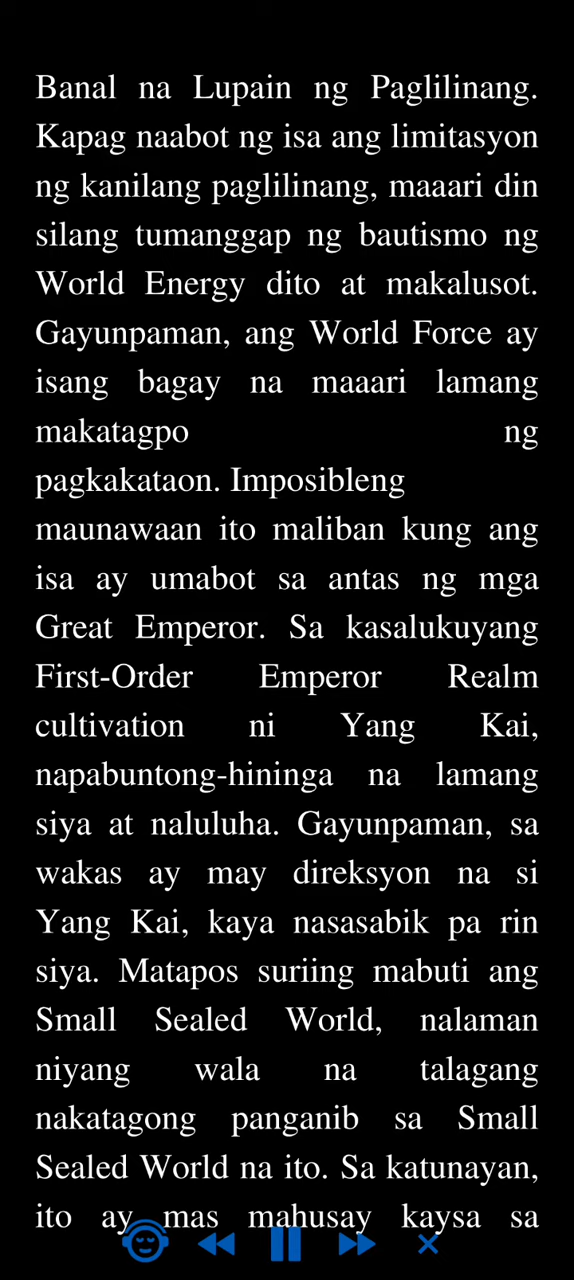 Banal na Lupain ng Paglilinang.
Kapag naabot ng isa ang limitasyon
ng kanilang paglilinang, maaari din
silang tumanggap ng bautismo ng
World Energy dito at makalusot.
Gayunpaman, ang World Force ay
isang bagay na maaari lamang
makatagpo ng
pagkakataon. Imposibleng
maunawaan ito maliban kung ang
isa ay umabot sa antas ng mga
Great Emperor. Sa kasalukuyang
First-Order Emperor Realm
cultivation ni Yang Kai,
napabuntong-hininga na lamang
siya at naluluha. Gayunpaman, sa
wakas ay may direksyon na si
Yang Kai, kaya nasasabik pa rin
siya. Matapos suriing mabuti ang
Small Sealed World, nalaman
niyang wala na talagang
nakatagong panganib sa Small
Sealed World na ito. Sa katunayan,
ito ay mas mahusay kaysa sa